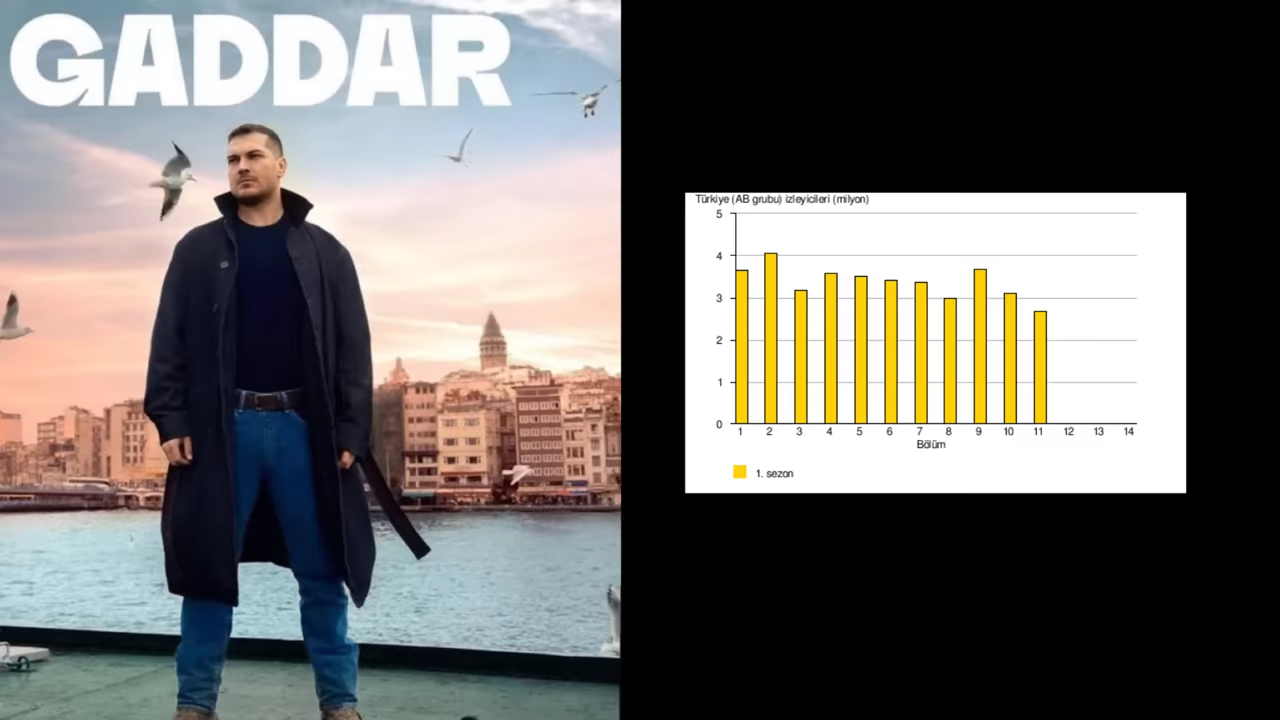 GADDAR
Türkiye (AB grubu) izleyicileri (milyon)
5
4
3
2
1
0
1 2 3 4 5 6 7 8 9 10 11 12 13 14
Bölüm
1. sezon